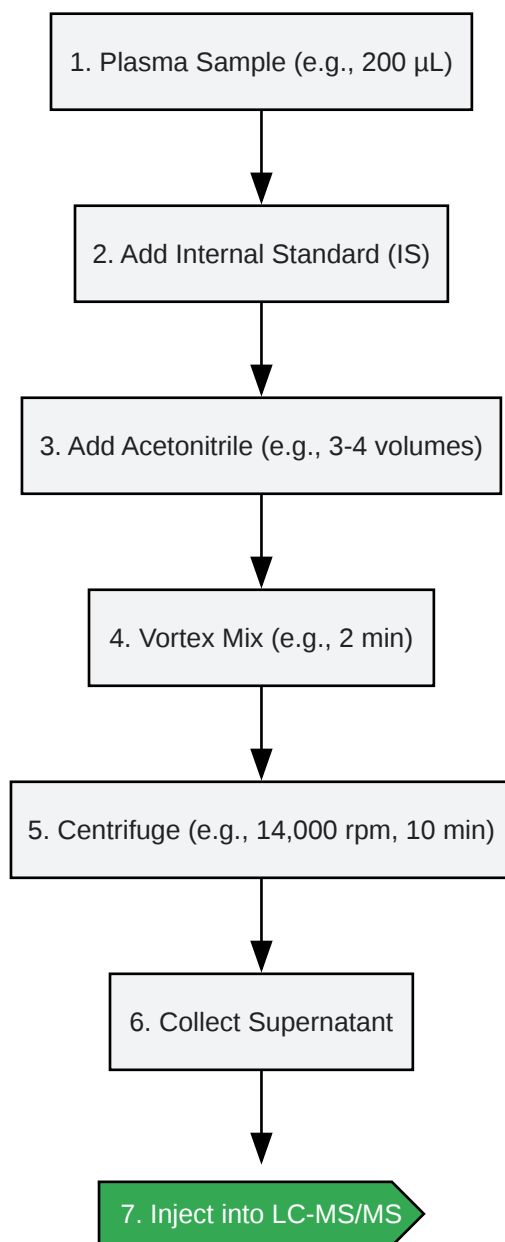 1. Plasma Sample (e.g., 200 µL)
2. Add Internal Standard (IS)
3. Add Acetonitrile (e.g., 3-4 volumes)
4. Vortex Mix (e.g., 2 min)
5. Centrifuge (e.g., 14,000 rpm, 10 min)
6. Collect Supernatant
7. Inject into LC-MS/MS